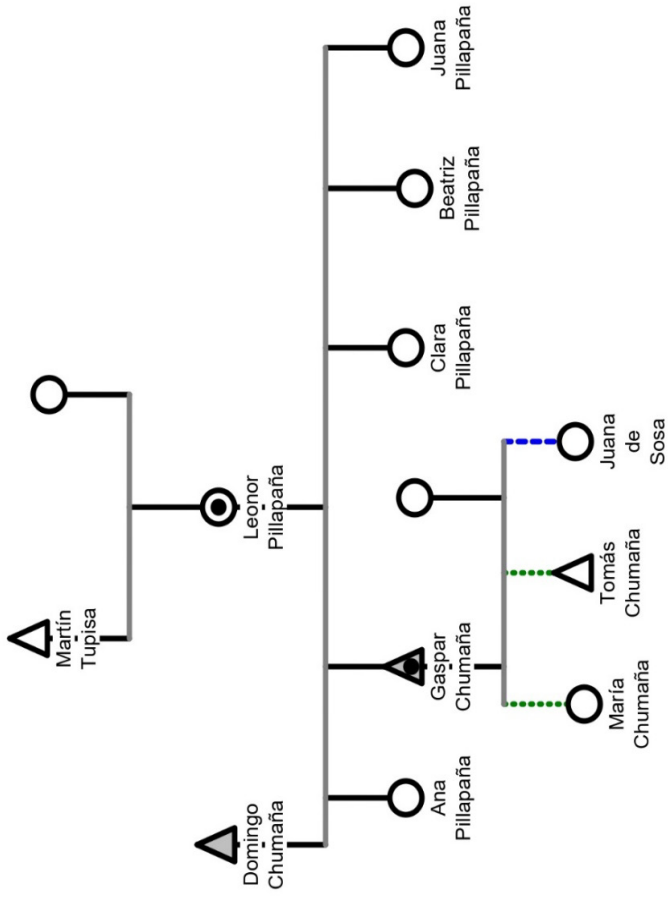 Martín
Tupisa
Domingo
Chumaña
Leonor
Pillapaña
Ana
Pillapaña
Gaspar
Chumaña
Clara
Pillapaña
Beatriz
Pillapaña
Juana
Pillapaña
María
Chumaña
Tomás
Chumaña
Juana
de
Sosa